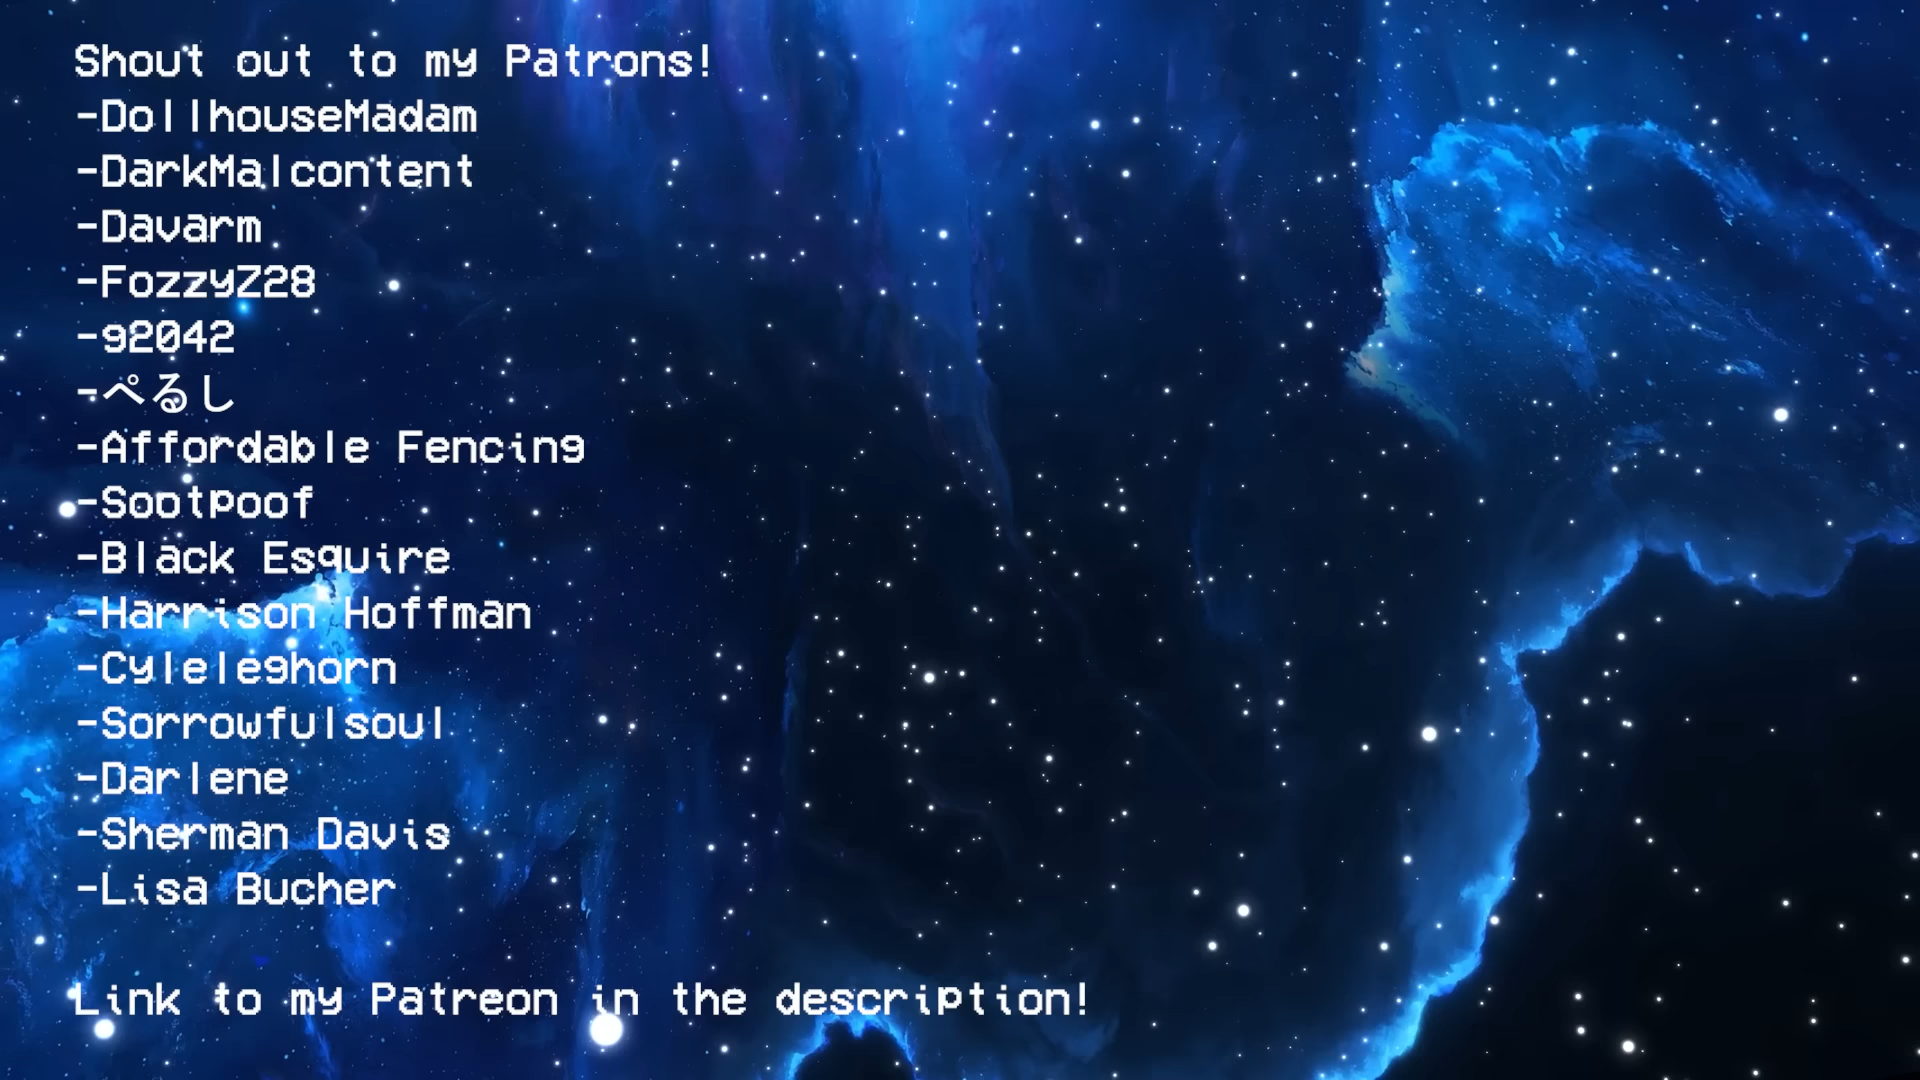 Shout out to my Patrons!
-DollhouseMadam
-DarkMalcontent
-Davarm
-FozzyZ28
-g2042
-ぺるし
-Affordable Fencing
-Sootpoof
-Black Esquire
-Harrison Hoffman
-Cyleleghorn
-Sorrowfulsoul
-Darlene
-Sherman Davis
-Lisa Bucher
Link to my Patreon in the description!